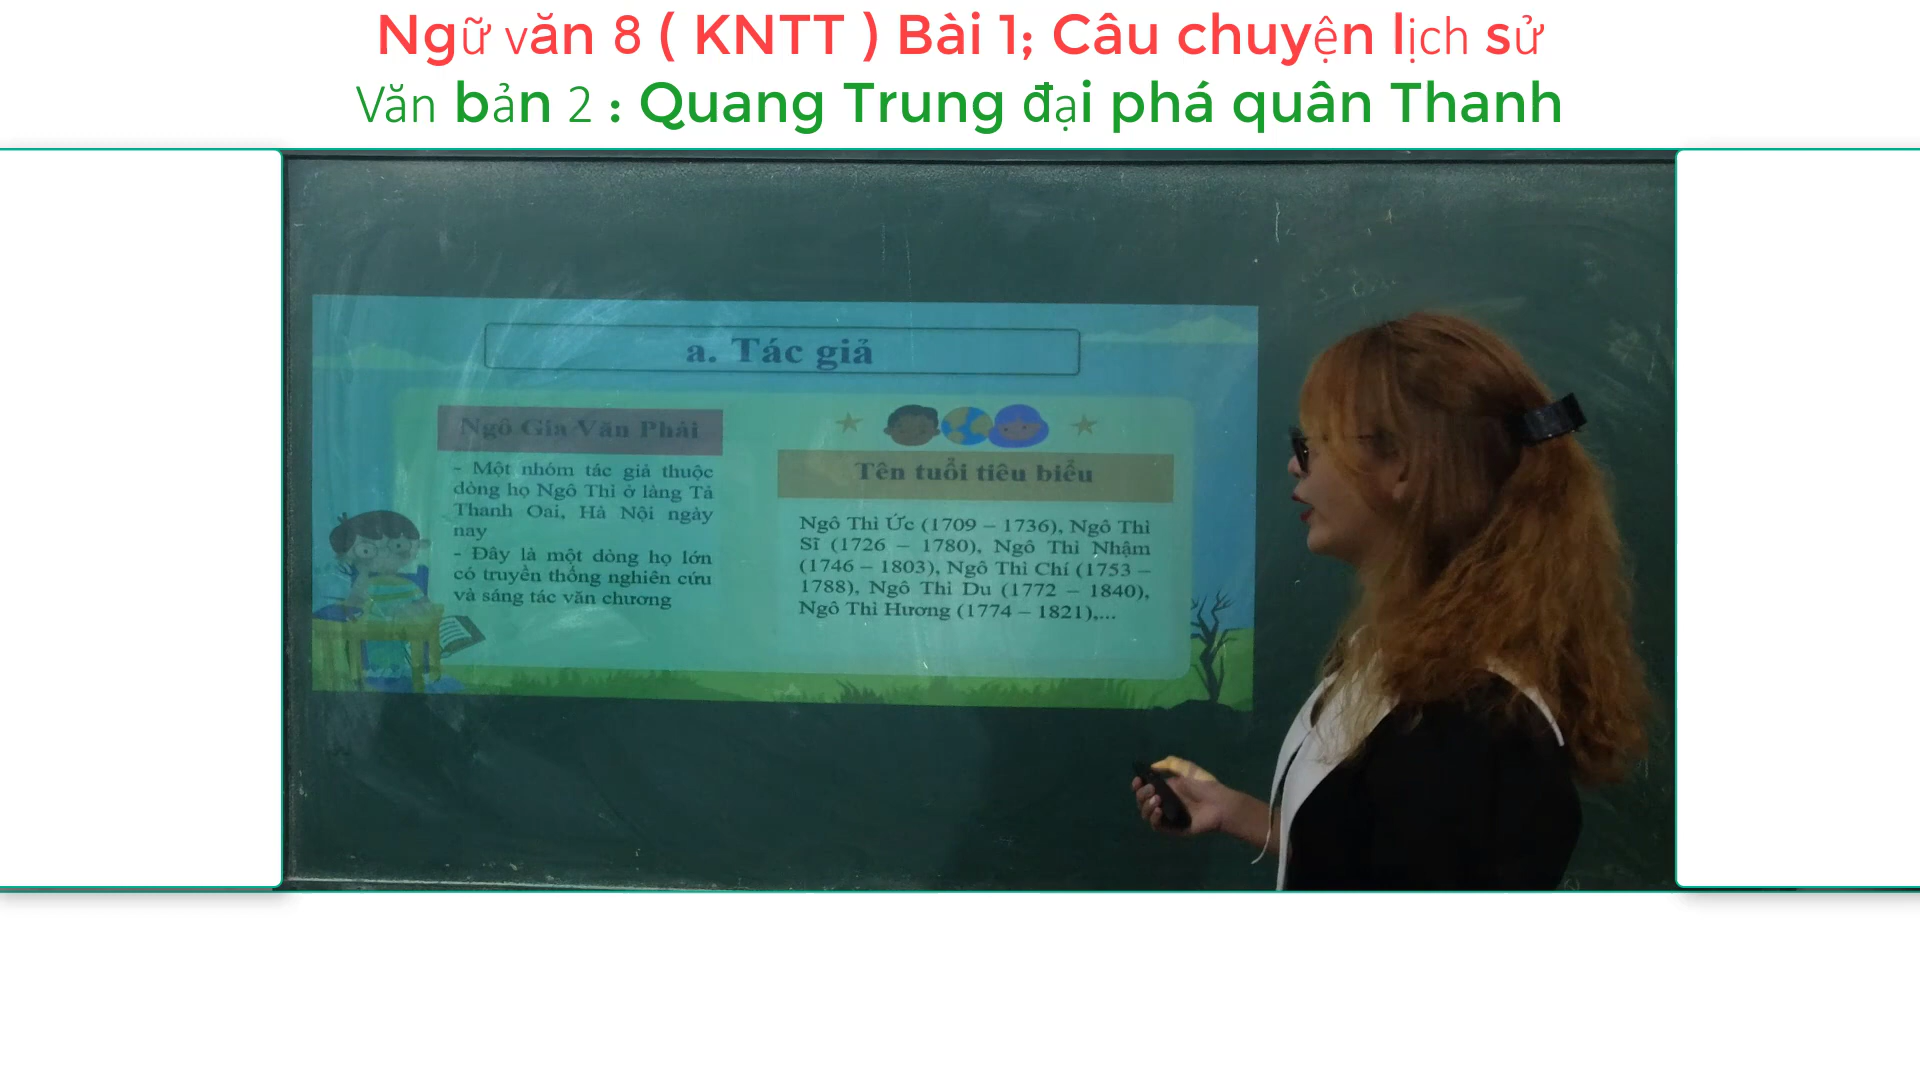 Ngữ văn 8 ( KNTT ) Bài 1; Câu chuyện lịch sử
Văn bản 2 : Quang Trung đại phá quân Thanh
a. Tác giả
Ngô Gia Văn Phái
- Một nhóm tác giả thuộc
dòng họ Ngô Thì ở làng Tả
Thanh Oai, Hà Nội ngày
nay
- Đây là một dòng họ lớn
có truyền thống nghiên cứu
và sáng tác văn chương
Tên tuổi tiêu biểu
Ngô Thì Ức (1709 – 1736), Ngô Thì
Sĩ (1726 – 1780), Ngô Thì Nhậm
(1746 – 1803), Ngô Thì Chí (1753 –
1788), Ngô Thì Du (1772 – 1840),
Ngô Thì Hương (1774 – 1821),...